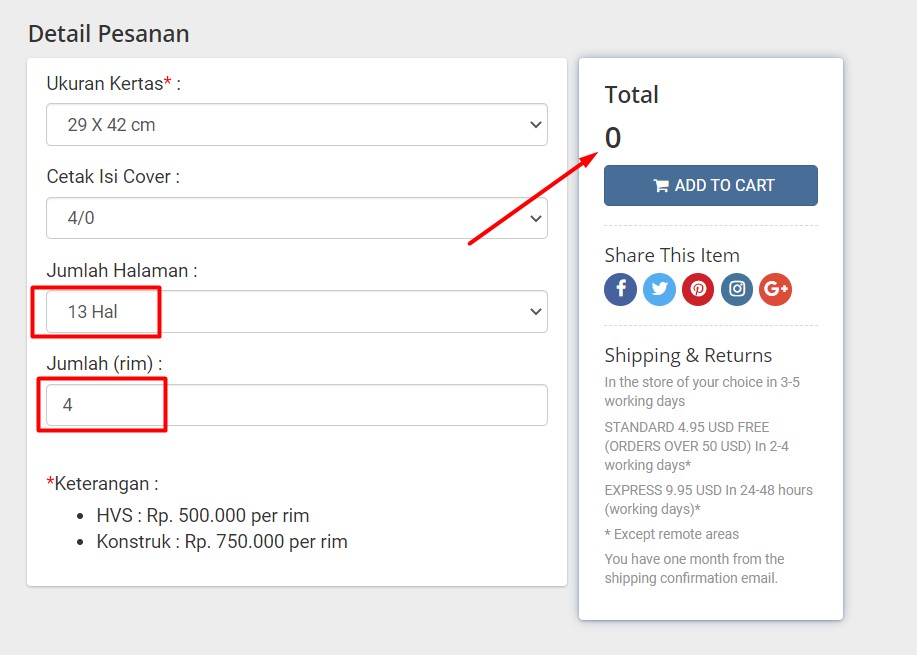 Detail Pesanan
Ukuran Kertas* :
29 X 42 cm
Cetak Isi Cover :
4/0
Jumlah Halaman :
13 Hal
Jumlah (rim) :
4
*Keterangan :
• HVS : Rp. 500.000 per rim
• Konstruk : Rp. 750.000 per rim
Total
0
ADD TO CART
Share This Item
f
G+
Shipping & Returns
In the store of your choice in 3-5
working days
STANDARD 4.95 USD FREE
(ORDERS OVER 50 USD) In 2-4
working days*
EXPRESS 9.95 USD In 24-48 hours
(working days)*
* Except remote areas
You have one month from the
shipping confirmation email.